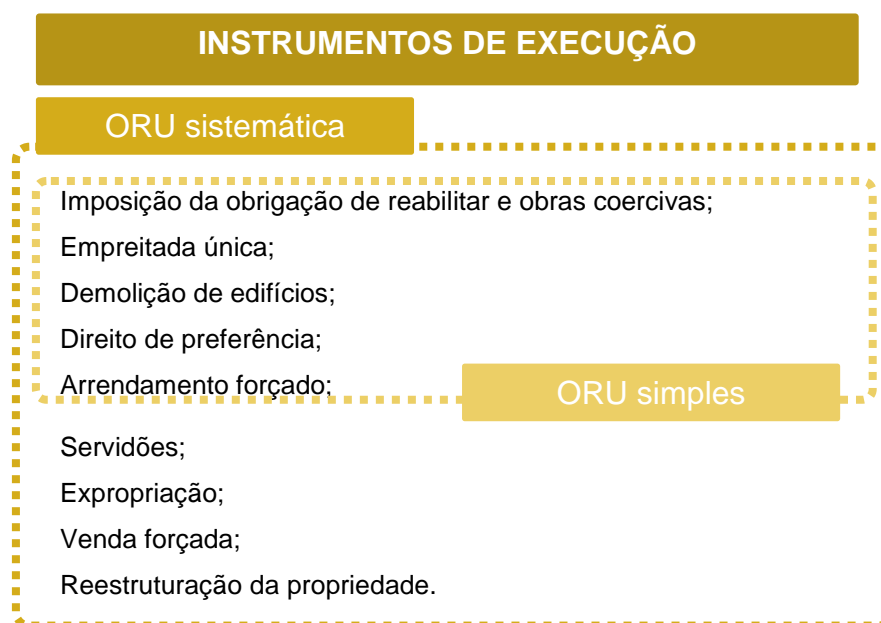 INSTRUMENTOS DE EXECUÇÃO
ORU sistemática
Imposição da obrigação de reabilitar e obras coercivas;
Empreitada única;
Demolição de edifícios;
Direito de preferência;
Arrendamento forçado;
ORU simples
Servidões;
Expropriação;
Venda forçada;
Reestruturação da propriedade.